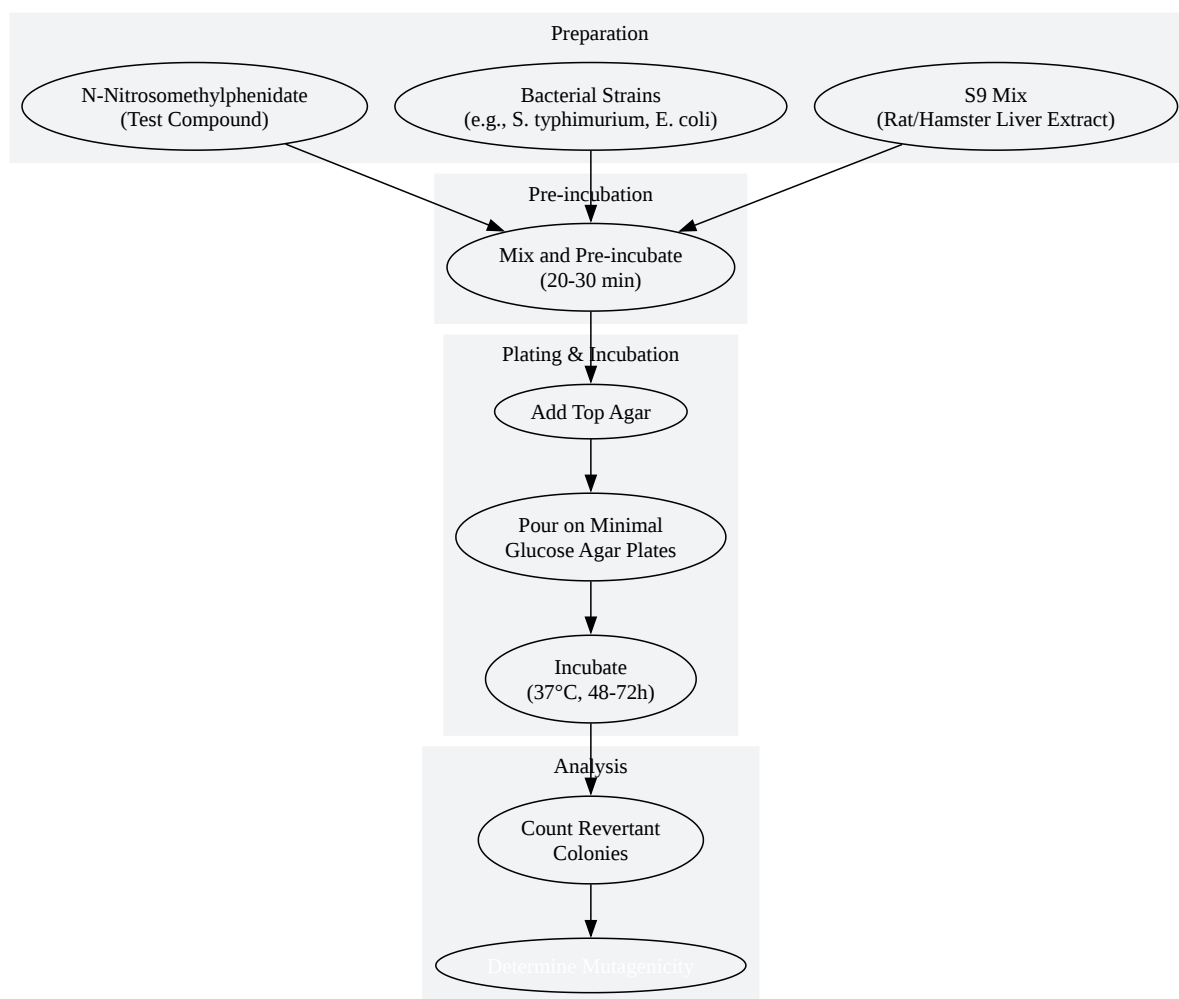 Preparation
N-Nitrosomethylphenidate
(Test Compound)
Bacterial Strains
(e.g., S. typhimurium, E. coli)
S9 Mix
(Rat/Hamster Liver Extract)
Pre-incubation
Mix and Pre-incubate
(20-30 min)
Plating & Incubation
Add Top Agar
Pour on Minimal
Glucose Agar Plates
Incubate
(37°C, 48-72h)
Analysis
Count Revertant
Colonies
Determine Mutagenicity